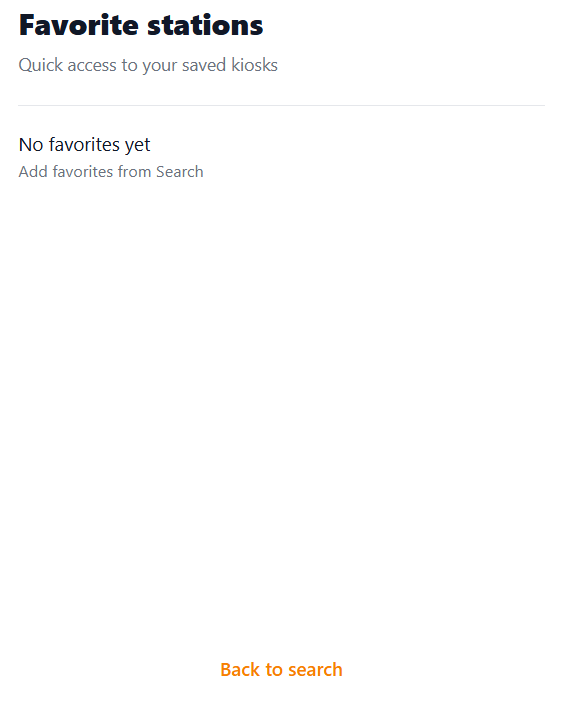 Favorite stations
Quick access to your saved kiosks
No favorites yet
Add favorites from Search
Back to search